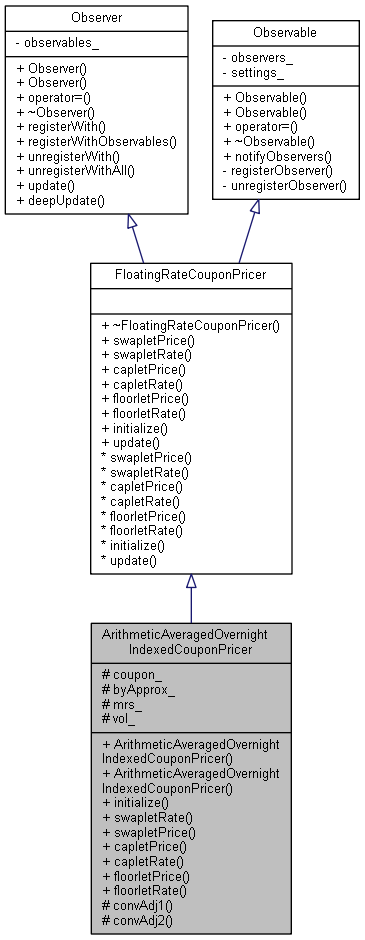 Observer
- observables_
+ Observer()
+ Observer()
+ operator=()
+ ~Observer()
+ registerWith()
+ registerWithObservables()
+ unregisterWith()
+ unregisterWithAll()
+ update()
+ deepUpdate()
Observable
- observers_
- settings_
+ Observable()
+ Observable()
+ operator=()
+ ~Observable()
+ notifyObservers()
- registerObserver()
- unregisterObserver()
FloatingRateCouponPricer
+ ~FloatingRateCouponPricer()
+ swapletPrice()
+ swapletRate()
+ capletPrice()
+ capletRate()
+ floorletPrice()
+ floorletRate()
+ initialize()
+ update()
* swapletPrice()
* swapletRate()
* capletPrice()
* capletRate()
* floorletPrice()
* floorletRate()
* initialize()
* update()
ArithmeticAveragedOvernight
IndexedCouponPricer
# coupon_
# byApprox_
# mrs_
# vol_
+ ArithmeticAveragedOvernight
IndexedCouponPricer()
+ ArithmeticAveragedOvernight
IndexedCouponPricer()
+ initialize()
+ swapletRate()
+ swapletPrice()
+ capletPrice()
+ capletRate()
+ floorletPrice()
+ floorletRate()
# convAdj1()
# convAdj2()